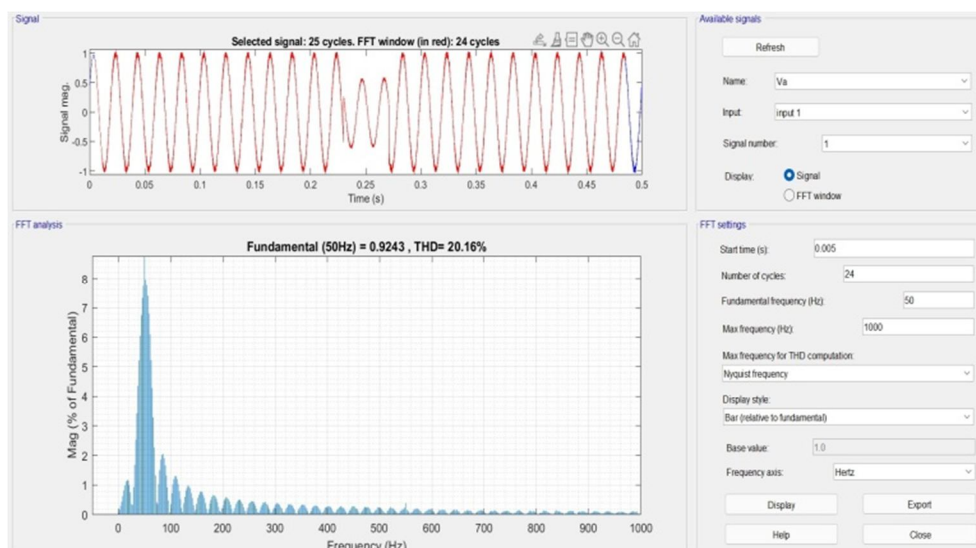 Signal
Selected signal: 25 cycles. FFT window (in red): 24 cycles
Signal mag.
1
0.5
0
-0.5
-1
0 0.05 0.1 0.15 0.2 0.25 0.3 0.35 0.4 0.45 0.5
Time (s)
FFT analysis
Fundamental (50Hz) = 0.9243 , THD= 20.16%
Mag (% of Fundamental)
8
7
6
5
4
3
2
1
0
0 100 200 300 400 500 600 700 800 900 1000
Frequency (Hz)
Available signals
Refresh
Name: Va
Input: input 1
Signal number: 1
Display: Signal
FFT window
FFT settings
Start time (s): 0.005
Number of cycles: 24
Fundamental frequency (Hz): 50
Max frequency (Hz): 1000
Max frequency for THD computation:
Nyquist frequency
Display style:
Bar (relative to fundamental)
Base value: 1.0
Frequency axis: Hertz
Display Export
Help Close